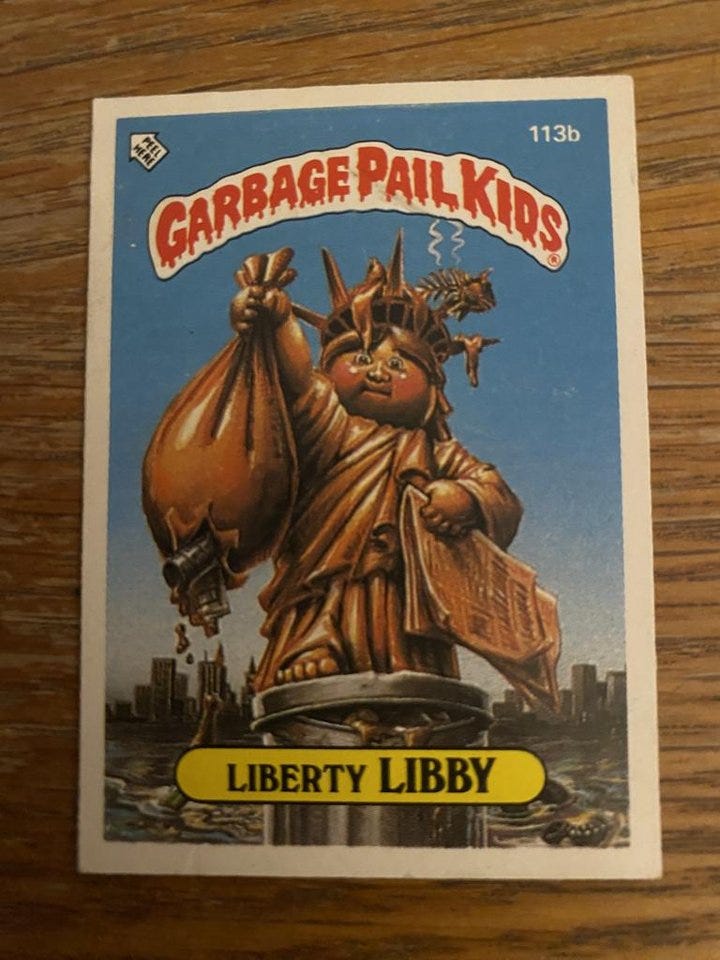 PEEL
HERE
113b
GARBAGE PAIL KIDS
®
LIBERTY LIBBY